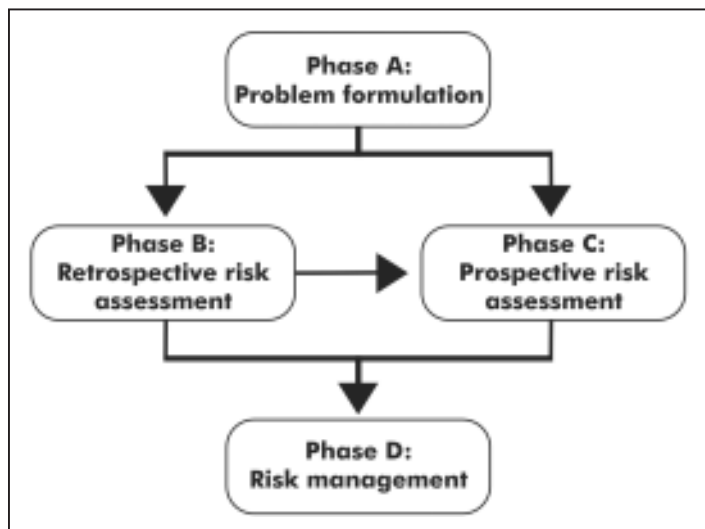 Phase A:
Problem formulation
Phase B:
Retrospective risk
assessment
Phase C:
Prospective risk
assessment
Phase D:
Risk management